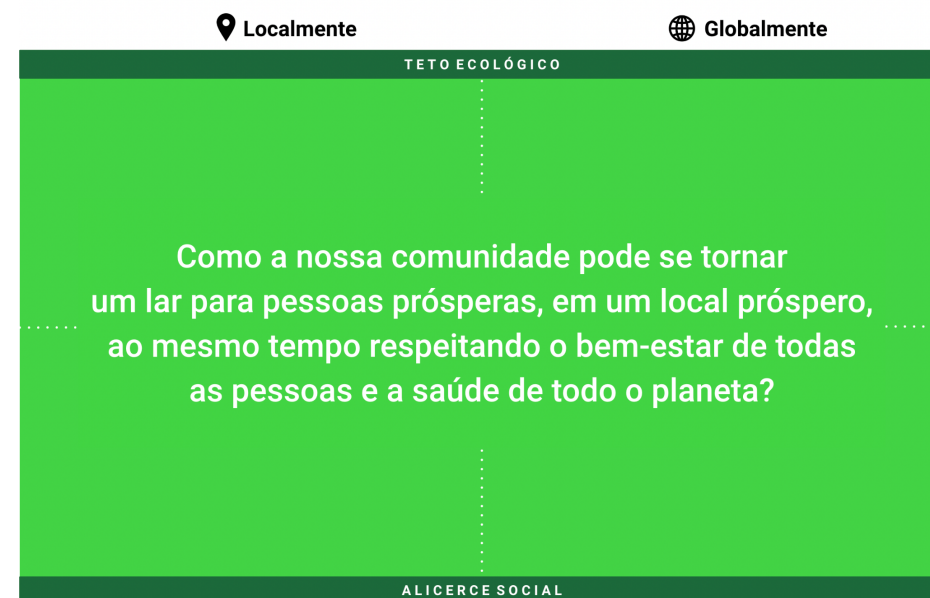 Localmente
Globalmente
TETO ECOLÓGICO
Como a nossa comunidade pode se tornar
um lar para pessoas prósperas, em um local próspero,
ao mesmo tempo respeitando o bem-estar de todas
as pessoas e a saúde de todo o planeta?
ALICERCE SOCIAL